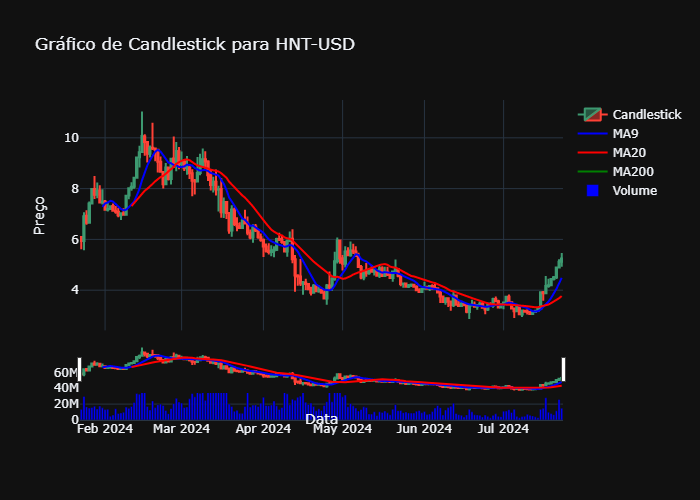 Gráfico de Candlestick para HNT-USD
Candlestick
MA9
MA20
MA200
Volume
Preço
10
8
6
4
60M
40M
20M
0
Data
Feb 2024
Mar 2024
Apr 2024
May 2024
Jun 2024
Jul 2024